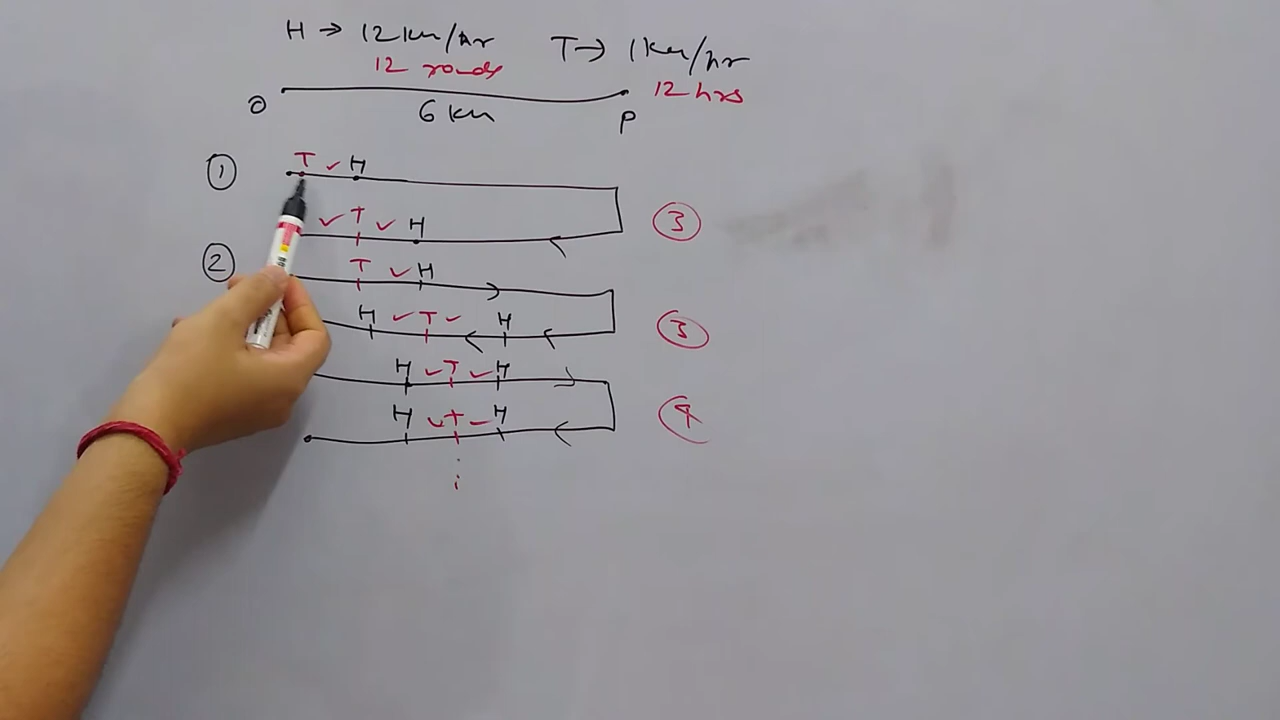 H → 12 km/hr T → 1 km/hr
12 rounds 12 hrs
O 6 km P
① T ✓ H
✓ T ✓ H ③
② T ✓ H
H ✓ T ✓ H ③
H ✓ T ✓ H
H ✓ T ✓ H ④